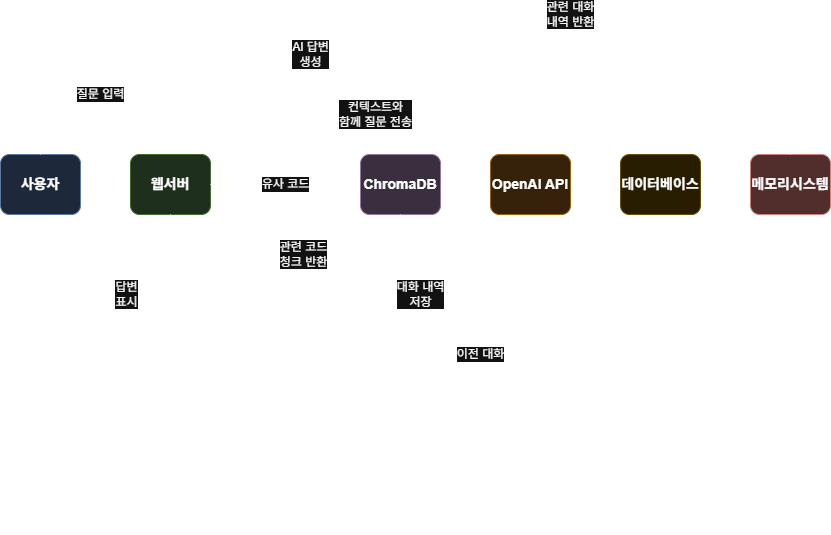 관련 대화
내역 반환
AI 답변
생성
질문 입력
컨텍스트와
함께 질문 전송
사용자
웹서버
유사 코드
ChromaDB
OpenAI API
데이터베이스
메모리시스템
관련 코드
청크 반환
답변
표시
대화 내역
저장
이전 대화